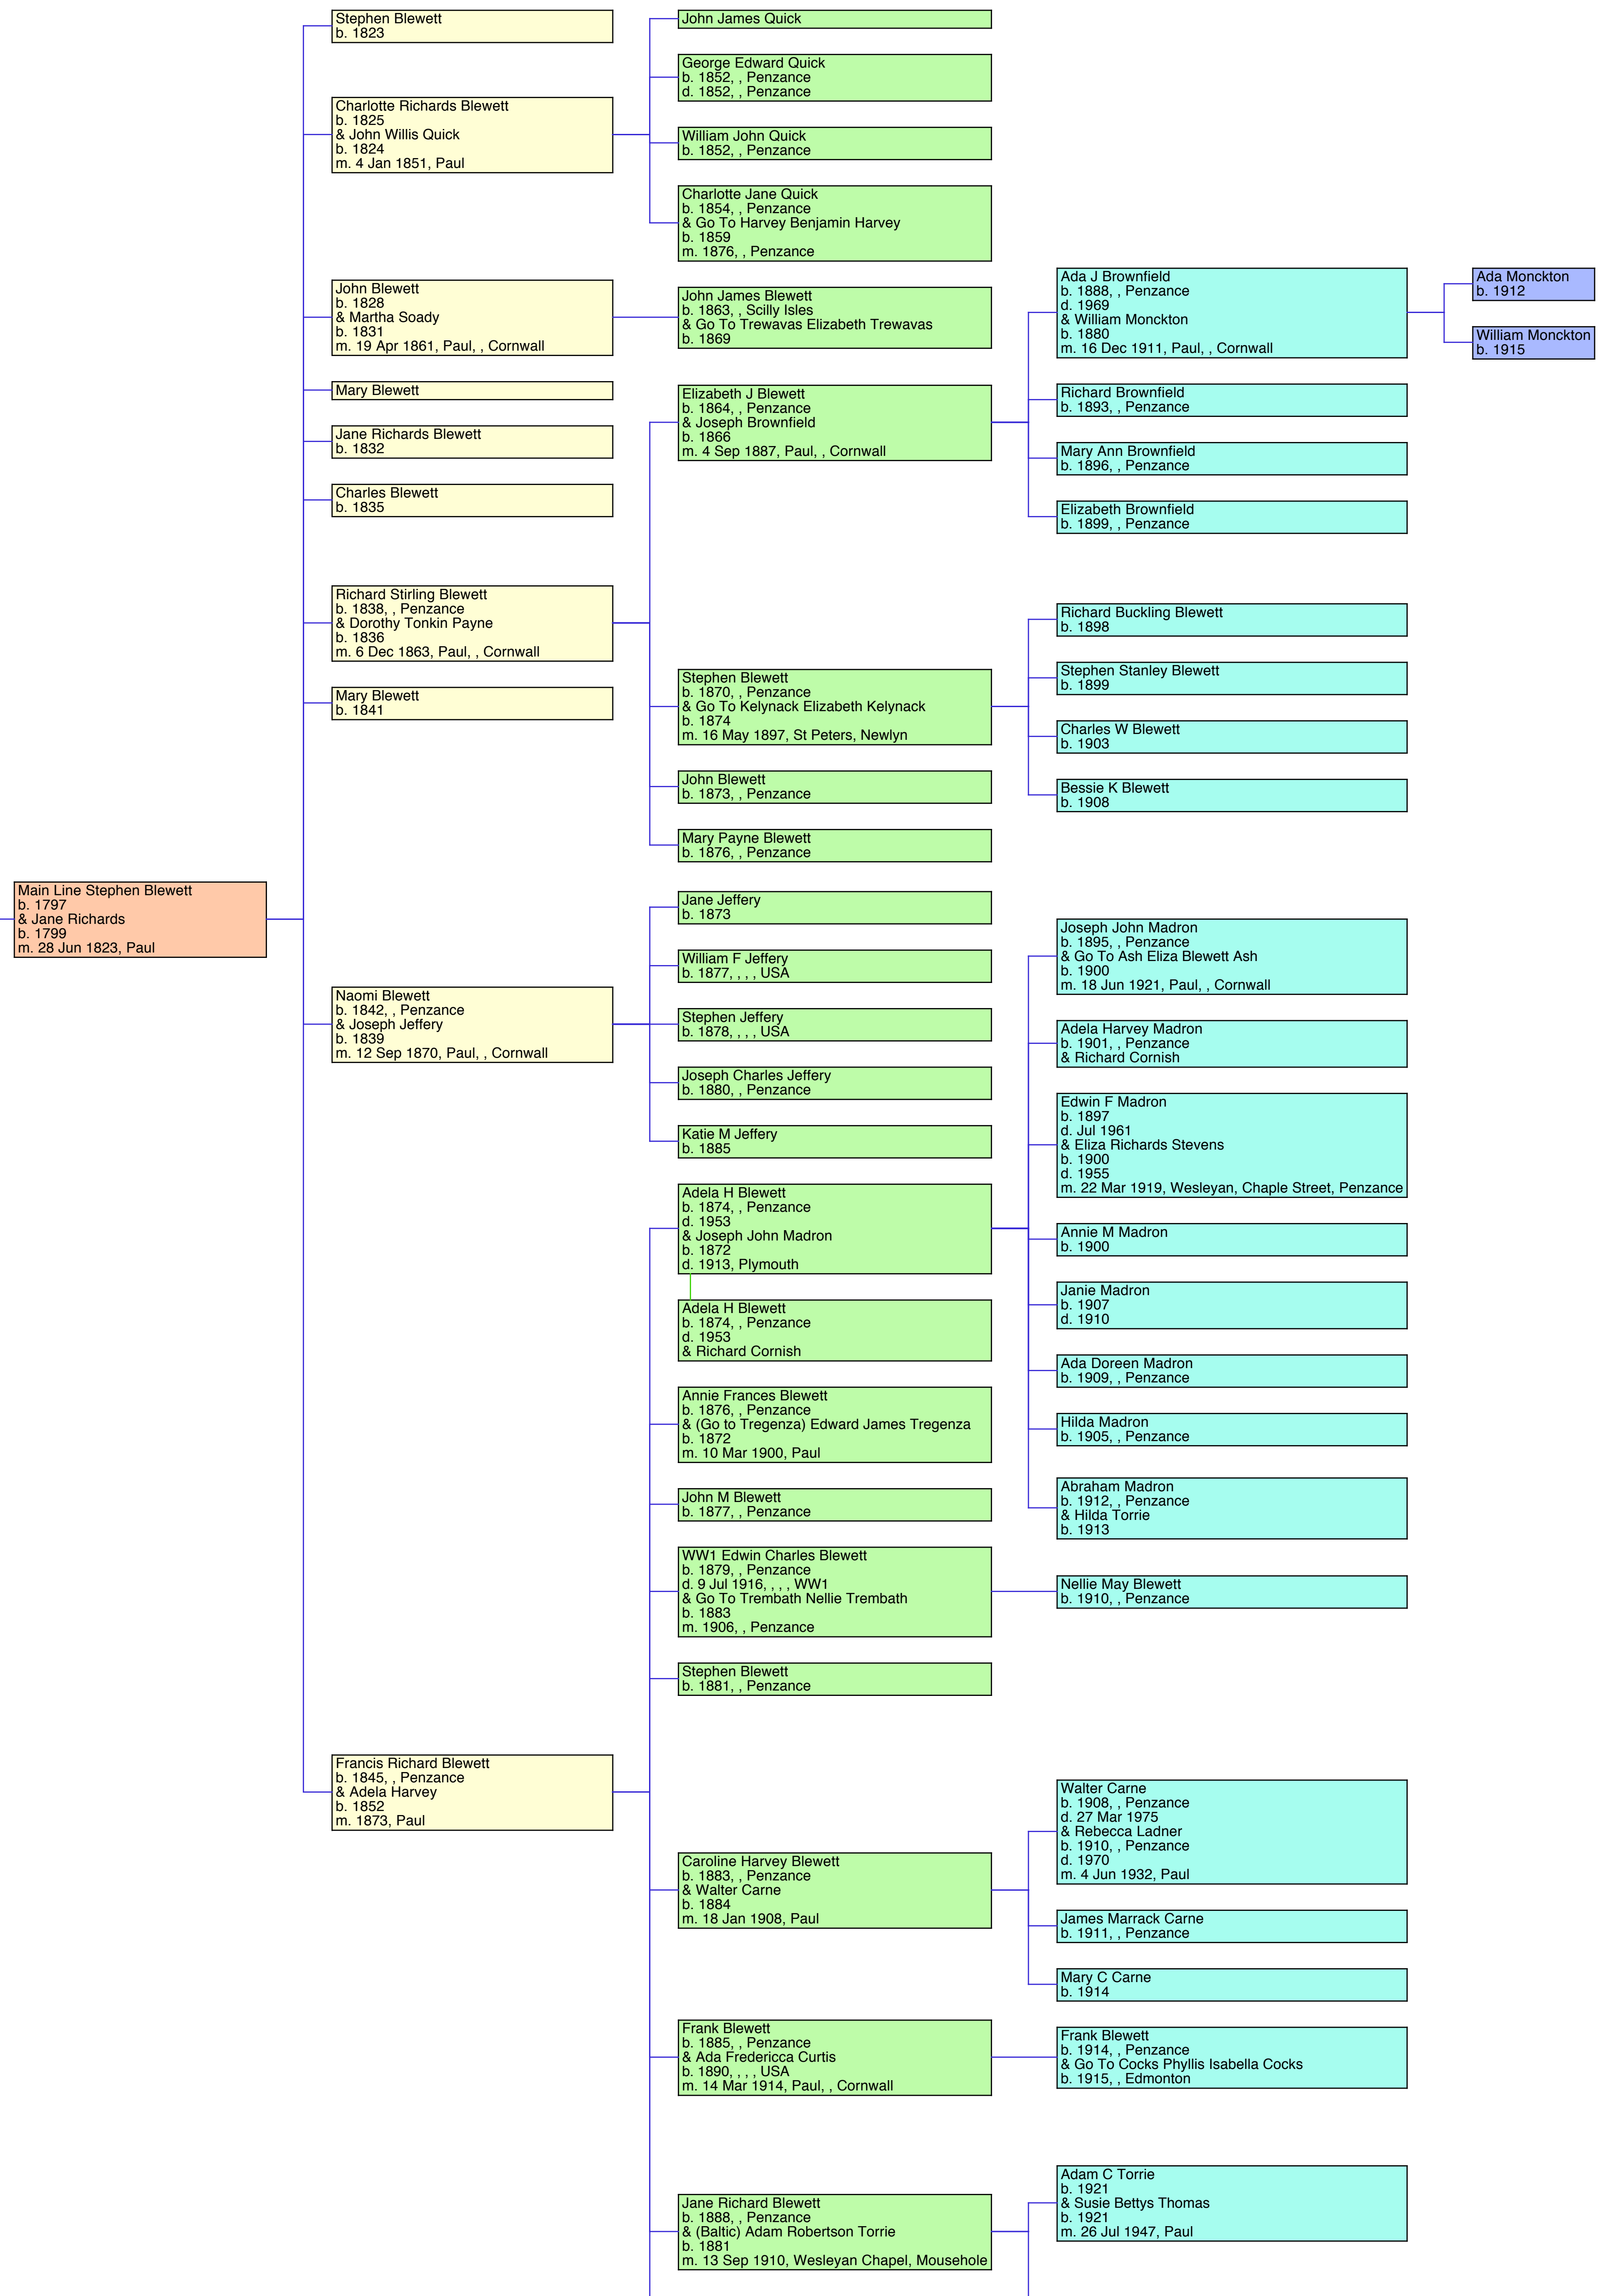 Main Line Stephen Blewett
b. 1797
& Jane Richards
b. 1799
m. 28 Jun 1823, Paul
Stephen Blewett
b. 1823
Charlotte Richards Blewett
b. 1825
& John Willis Quick
b. 1824
m. 4 Jan 1851, Paul
John Blewett
b. 1828
& Martha Soady
b. 1831
m. 19 Apr 1861, Paul, , Cornwall
Mary Blewett
Jane Richards Blewett
b. 1832
Charles Blewett
b. 1835
Richard Stirling Blewett
b. 1838, , Penzance
& Dorothy Tonkin Payne
b. 1836
m. 6 Dec 1863, Paul, , Cornwall
Mary Blewett
b. 1841
Naomi Blewett
b. 1842, , Penzance
& Joseph Jeffery
b. 1839
m. 12 Sep 1870, Paul, , Cornwall
Francis Richard Blewett
b. 1845, , Penzance
& Adela Harvey
b. 1852
m. 1873, Paul
John James Quick
George Edward Quick
b. 1852, , Penzance
d. 1852, , Penzance
William John Quick
b. 1852, , Penzance
Charlotte Jane Quick
b. 1854, , Penzance
& Go To Harvey Benjamin Harvey
b. 1859
m. 1876, , Penzance
John James Blewett
b. 1863, , Scilly Isles
& Go To Trewavas Elizabeth Trewavas
b. 1869
Elizabeth J Blewett
b. 1864, , Penzance
& Joseph Brownfield
b. 1866
m. 4 Sep 1887, Paul, , Cornwall
Stephen Blewett
b. 1870, , Penzance
& Go To Kelynack Elizabeth Kelynack
b. 1874
m. 16 May 1897, St Peters, Newlyn
John Blewett
b. 1873, , Penzance
Mary Payne Blewett
b. 1876, , Penzance
Jane Jeffery
b. 1873
William F Jeffery
b. 1877, , , , USA
Stephen Jeffery
b. 1878, , , , USA
Joseph Charles Jeffery
b. 1880, , Penzance
Katie M Jeffery
b. 1885
Adela H Blewett
b. 1874, , Penzance
d. 1953
& Joseph John Madron
b. 1872
d. 1913, Plymouth
Adela H Blewett
b. 1874, , Penzance
d. 1953
& Richard Cornish
Annie Frances Blewett
b. 1876, , Penzance
& (Go to Tregenza) Edward James Tregenza
b. 1872
m. 10 Mar 1900, Paul
John M Blewett
b. 1877, , Penzance
WW1 Edwin Charles Blewett
b. 1879, , Penzance
d. 9 Jul 1916, , , , WW1
& Go To Trembath Nellie Trembath
b. 1883
m. 1906, , Penzance
Stephen Blewett
b. 1881, , Penzance
Caroline Harvey Blewett
b. 1883, , Penzance
& Walter Carne
b. 1884
m. 18 Jan 1908, Paul
Frank Blewett
b. 1885, , Penzance
& Ada Fredericca Curtis
b. 1890, , , , USA
m. 14 Mar 1914, Paul, , Cornwall
Jane Richard Blewett
b. 1888, , Penzance
& (Baltic) Adam Robertson Torrie
b. 1881
m. 13 Sep 1910, Wesleyan Chapel, Mousehole
Ada J Brownfield
b. 1888, , Penzance
d. 1969
& William Monckton
b. 1880
m. 16 Dec 1911, Paul, , Cornwall
Richard Brownfield
b. 1893, , Penzance
Mary Ann Brownfield
b. 1896, , Penzance
Elizabeth Brownfield
b. 1899, , Penzance
Richard Buckling Blewett
b. 1898
Stephen Stanley Blewett
b. 1899
Charles W Blewett
b. 1903
Bessie K Blewett
b. 1908
Joseph John Madron
b. 1895, , Penzance
& Go To Ash Eliza Blewett Ash
b. 1900
m. 18 Jun 1921, Paul, , Cornwall
Adela Harvey Madron
b. 1901, , Penzance
& Richard Cornish
Edwin F Madron
b. 1897
d. Jul 1961
& Eliza Richards Stevens
b. 1900
d. 1955
m. 22 Mar 1919, Wesleyan, Chaple Street, Penzance
Annie M Madron
b. 1900
Janie Madron
b. 1907
d. 1910
Ada Doreen Madron
b. 1909, , Penzance
Hilda Madron
b. 1905, , Penzance
Abraham Madron
b. 1912, , Penzance
& Hilda Torrie
b. 1913
Nellie May Blewett
b. 1910, , Penzance
Walter Carne
b. 1908, , Penzance
d. 27 Mar 1975
& Rebecca Ladner
b. 1910, , Penzance
d. 1970
m. 4 Jun 1932, Paul
James Marrack Carne
b. 1911, , Penzance
Mary C Carne
b. 1914
Frank Blewett
b. 1914, , Penzance
& Go To Cocks Phyllis Isabella Cocks
b. 1915, , Edmonton
Adam C Torrie
b. 1921
& Susie Bettys Thomas
b. 1921
m. 26 Jul 1947, Paul
Ada Monckton
b. 1912
William Monckton
b. 1915